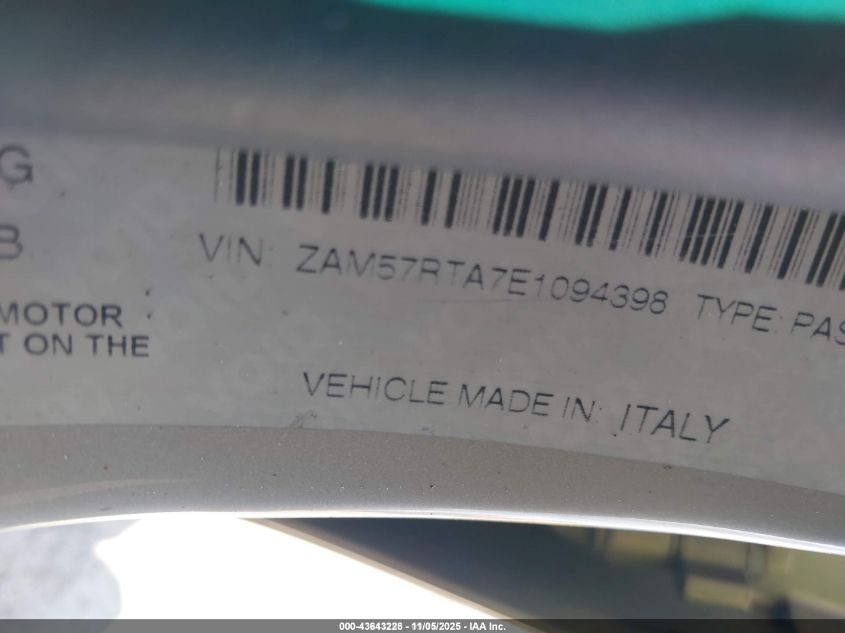 G
B
VIN: ZAM57RTA7E1094398 TYPE: PAS
MOTOR
T ON THE
VEHICLE MADE IN: ITALY
000-43643228 - 11/05/2025 - IAA Inc.